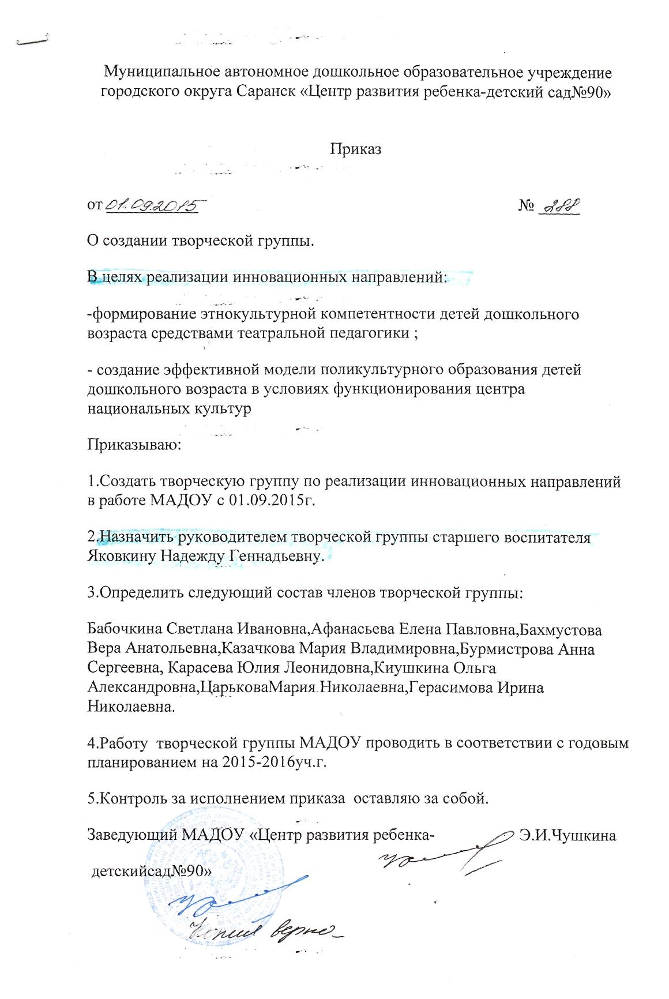 Муниципальное автономное дошкольное образовательное учреждение
городского округа Саранск «Центр развития ребенка-детский сад№90»
Приказ
от 01.09.2015 № 288
О создании творческой группы.
В целях реализации инновационных направлений:
-формирование этнокультурной компетентности детей дошкольного
возраста средствами театральной педагогики ;
- создание эффективной модели поликультурного образования детей
дошкольного возраста в условиях функционирования центра
национальных культур
Приказываю:
1.Создать творческую группу по реализации инновационных направлений
в работе МАДОУ с 01.09.2015г.
2.Назначить руководителем творческой группы старшего воспитателя
Яковкину Надежду Геннадьевну.
3.Определить следующий состав членов творческой группы:
Бабочкина Светлана Ивановна,Афанасьева Елена Павловна,Бахмустова
Вера Анатольевна,Казачкова Мария Владимировна,Бурмистрова Анна
Сергеевна, Карасева Юлия Леонидовна,Киушкина Ольга
Александровна,ЦарьковаМария Николаевна,Герасимова Ирина
Николаевна.
4.Работу  творческой группы МАДОУ проводить в соответствии с годовым
планированием на 2015-2016уч.г.
5.Контроль за исполнением приказа  оставляю за собой.
Заведующий МАДОУ «Центр развития ребенка- Э.И.Чушкина
детскийсад№90»
Копия верна